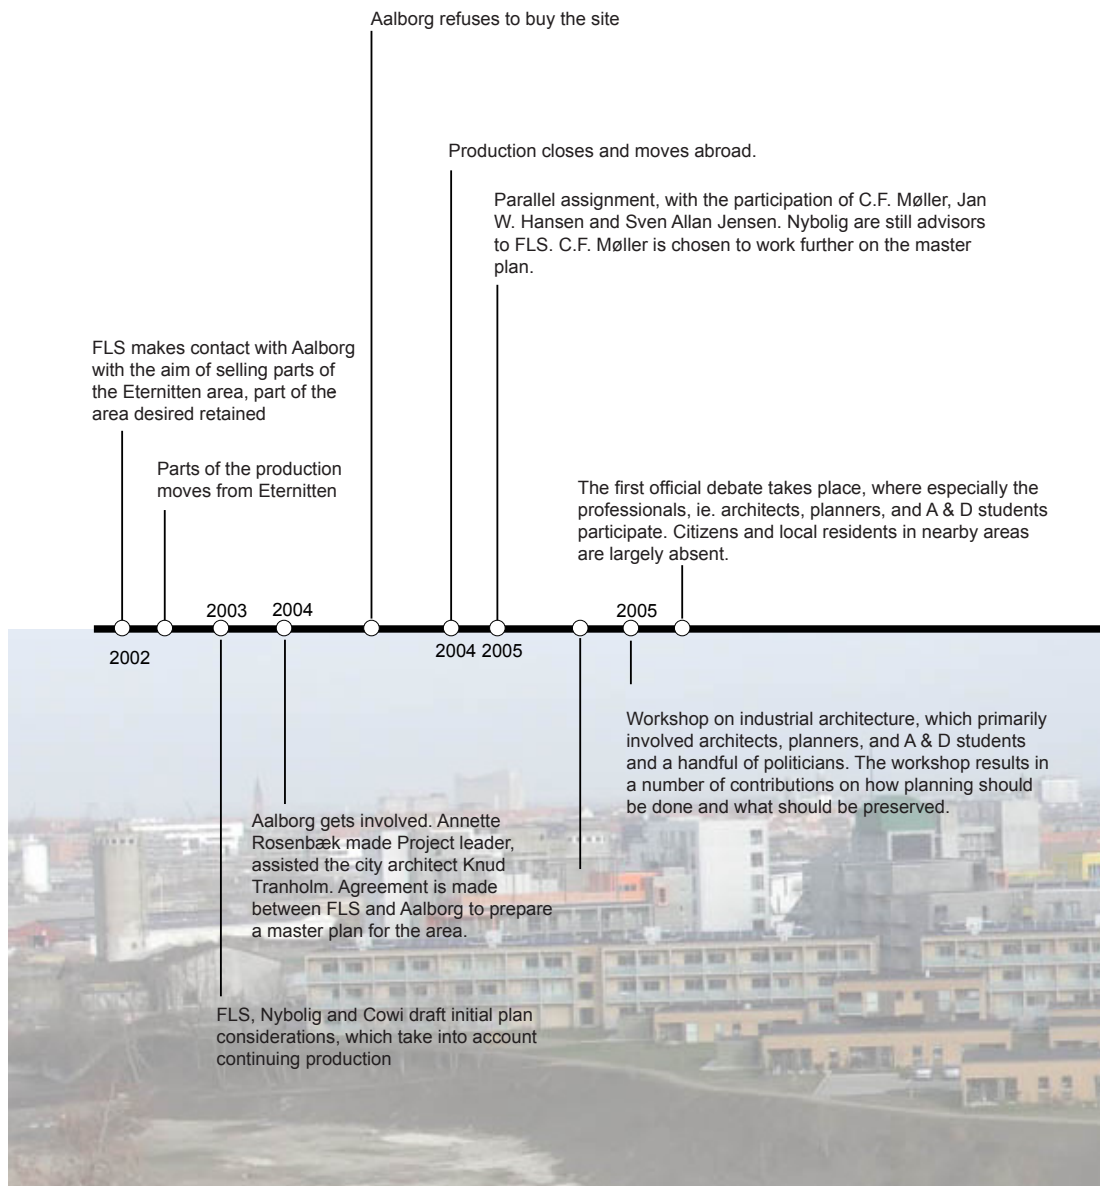 Aalborg refuses to buy the site
Production closes and moves abroad.
Parallel assignment, with the participation of C.F. Møller, Jan
W. Hansen and Sven Allan Jensen. Nybolig are still advisors
to FLS. C.F. Møller is chosen to work further on the master
plan.
FLS makes contact with Aalborg
with the aim of selling parts of
the Eternitten area, part of the
area desired retained
Parts of the production
moves from Eternitten
The first official debate takes place, where especially the
professionals, ie. architects, planners, and A & D students
participate. Citizens and local residents in nearby areas
are largely absent.
2003 2004 2005
2002 2004 2005
Workshop on industrial architecture, which primarily
involved architects, planners, and A & D students
and a handful of politicians. The workshop results in
a number of contributions on how planning should
be done and what should be preserved.
Aalborg gets involved. Annette
Rosenbæk made Project leader,
assisted the city architect Knud
Tranholm. Agreement is made
between FLS and Aalborg to prepare
a master plan for the area.
FLS, Nybolig and Cowi draft initial plan
considerations, which take into account
continuing production